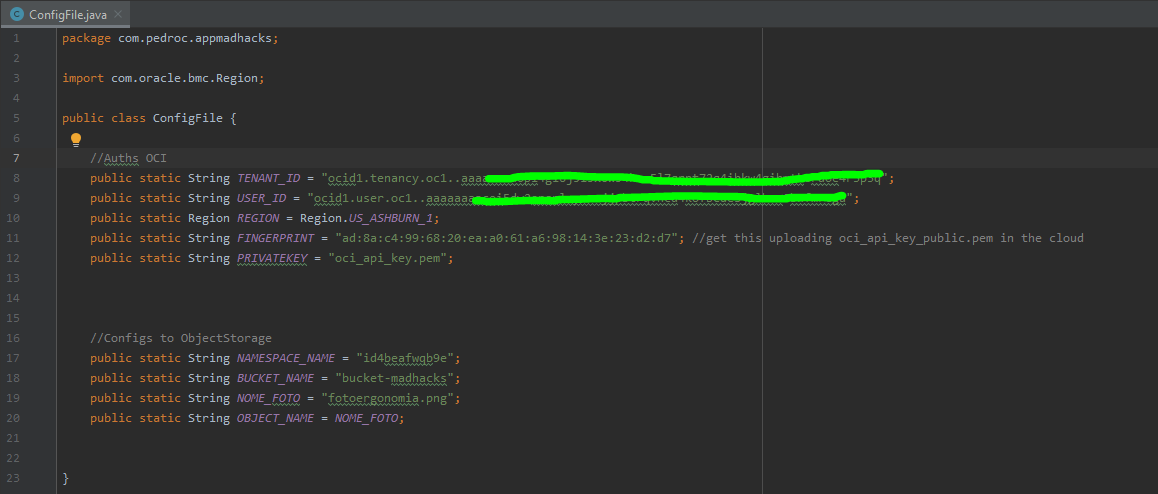 ConfigFile.java
1 package com.pedroc.appmadhacks;
2
3 import com.oracle.bmc.Region;
4
5 public class ConfigFile {
6
7 //Auths OCI
8 public static String TENANT_ID = "ocid1.tenancy.oc1..aaaa
9 public static String USER_ID = "ocid1.user.oc1..aaaaaaa
10 public static Region REGION = Region.US_ASHBURN_1;
11 public static String FINGERPRINT = "ad:8a:c4:99:68:20:ea:a0:61:a6:98:14:3e:23:d2:d7"; //get this uploading oci_api_key_public.pem in the cloud
12 public static String PRIVATEKEY = "oci_api_key.pem";
13
14
15
16 //Configs to ObjectStorage
17 public static String NAMESPACE_NAME = "id4beafwqb9e";
18 public static String BUCKET_NAME = "bucket-madhacks";
19 public static String NOME_FOTO = "fotoergonomia.png";
20 public static String OBJECT_NAME = NOME_FOTO;
21
22
23 }